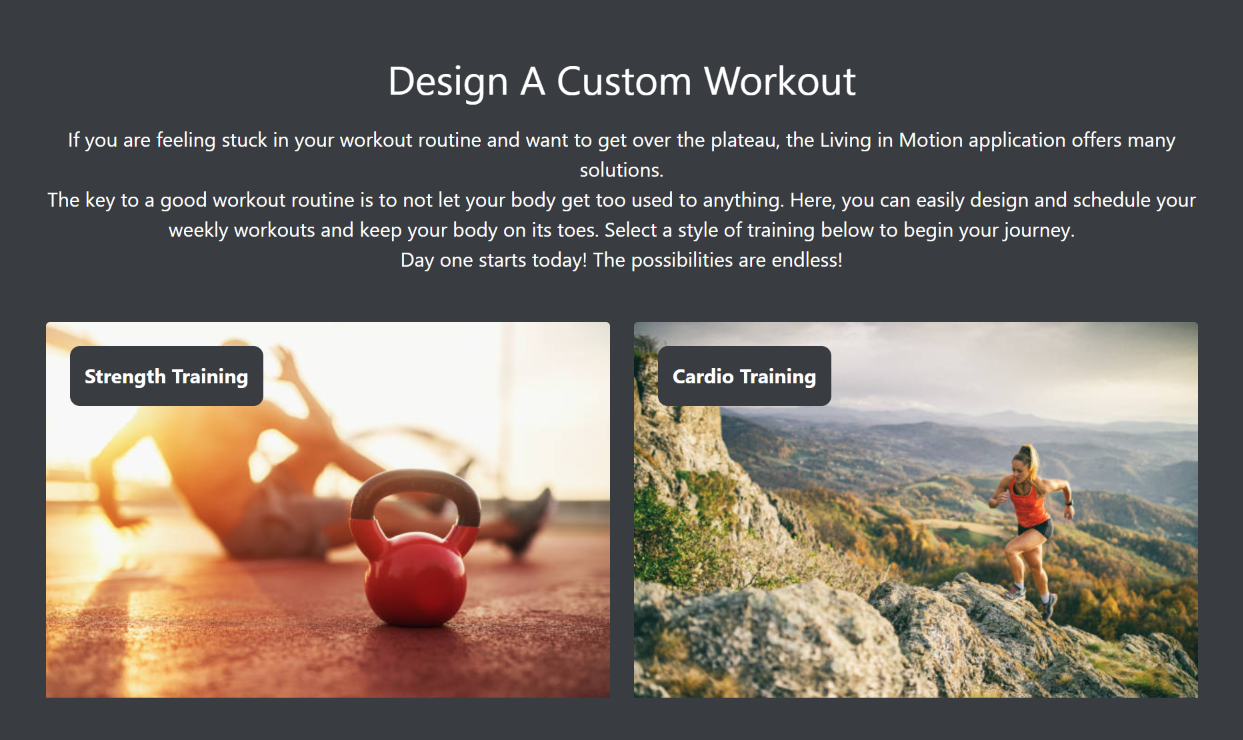 Design A Custom Workout
If you are feeling stuck in your workout routine and want to get over the plateau, the Living in Motion application offers many
solutions.
The key to a good workout routine is to not let your body get too used to anything. Here, you can easily design and schedule your
weekly workouts and keep your body on its toes. Select a style of training below to begin your journey.
Day one starts today! The possibilities are endless!
Strength Training
Cardio Training